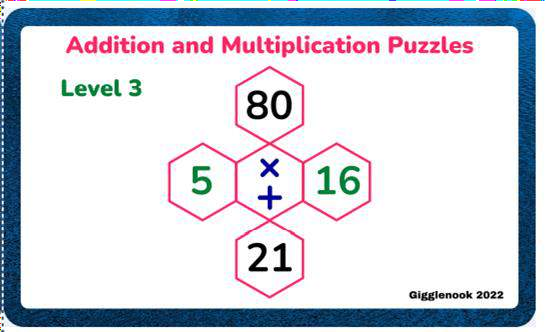 Addition and Multiplication Puzzles
Level 3
80
5 × 16
+
21
Gigglenook 2022